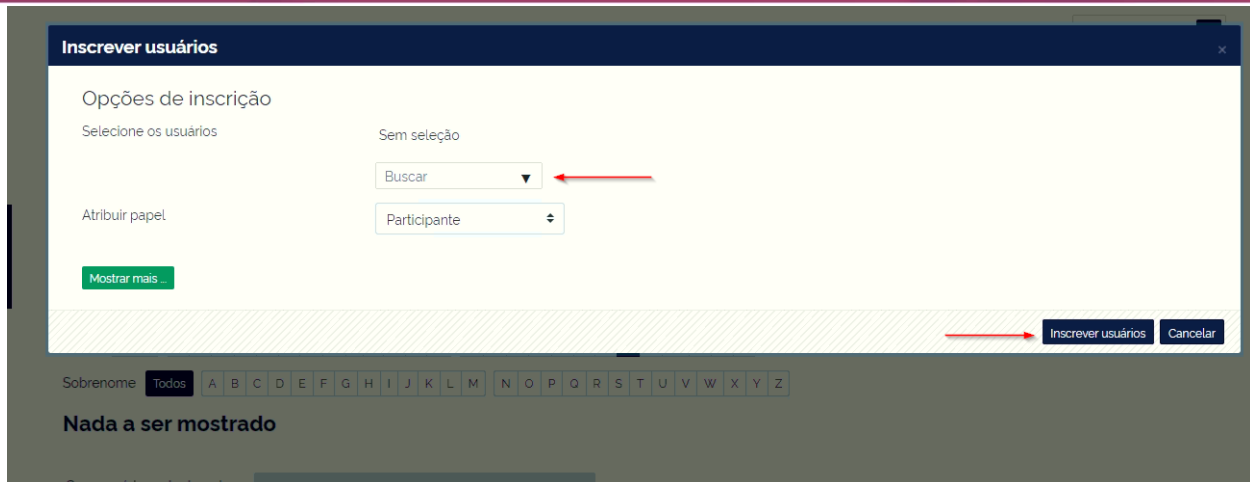 Inscrever usuários
×
Opções de inscrição
Selecione os usuários
Sem seleção
Buscar ▼
Atribuir papel
Participante
Mostrar mais ...
Inscrever usuários Cancelar
Sobrenome Todos A B C D E F G H I J K L M N O P Q R S T U V W X Y Z
Nada a ser mostrado